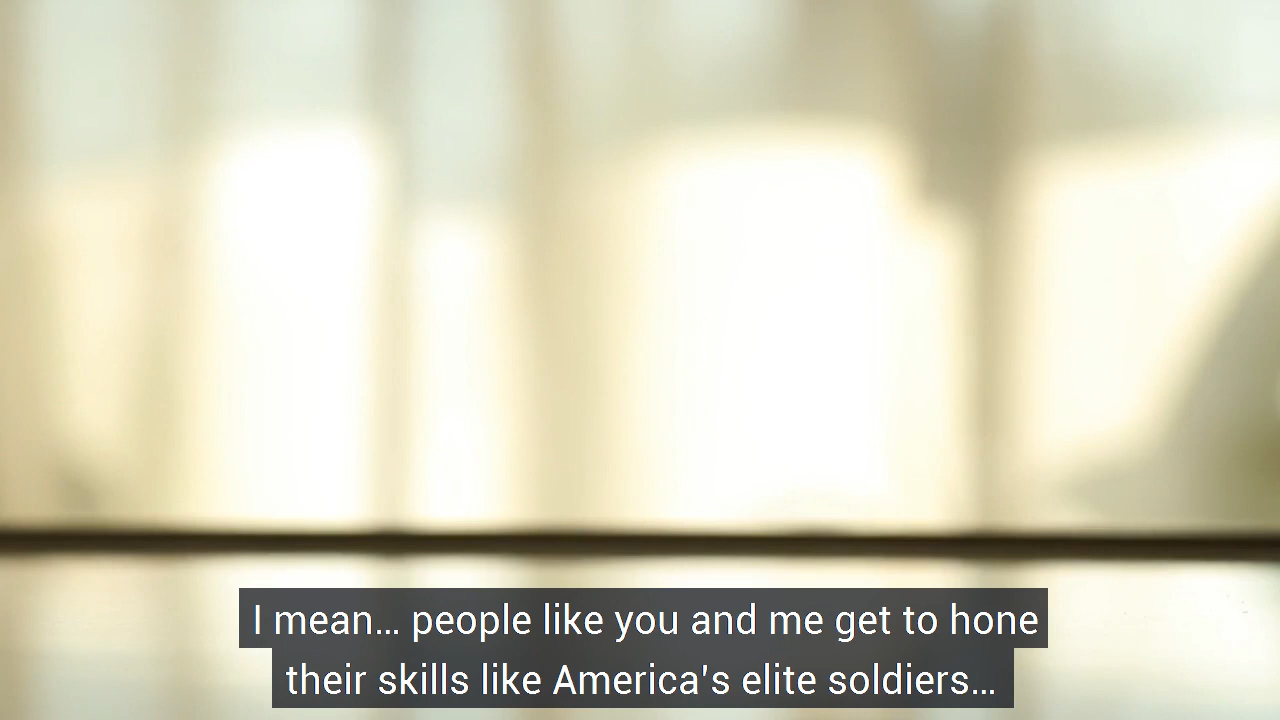 I mean... people like you and me get to hone
their skills like America's elite soldiers...